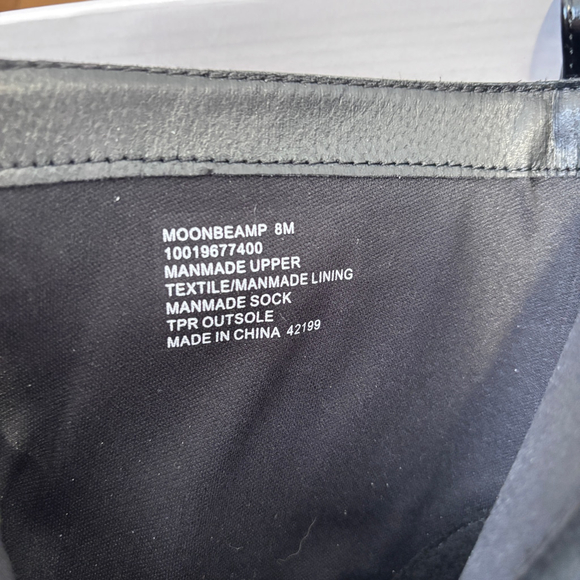 MOONBEAMP 8M
10019677400
MANMADE UPPER
TEXTILE/MANMADE LINING
MANMADE SOCK
TPR OUTSOLE
MADE IN CHINA 42199